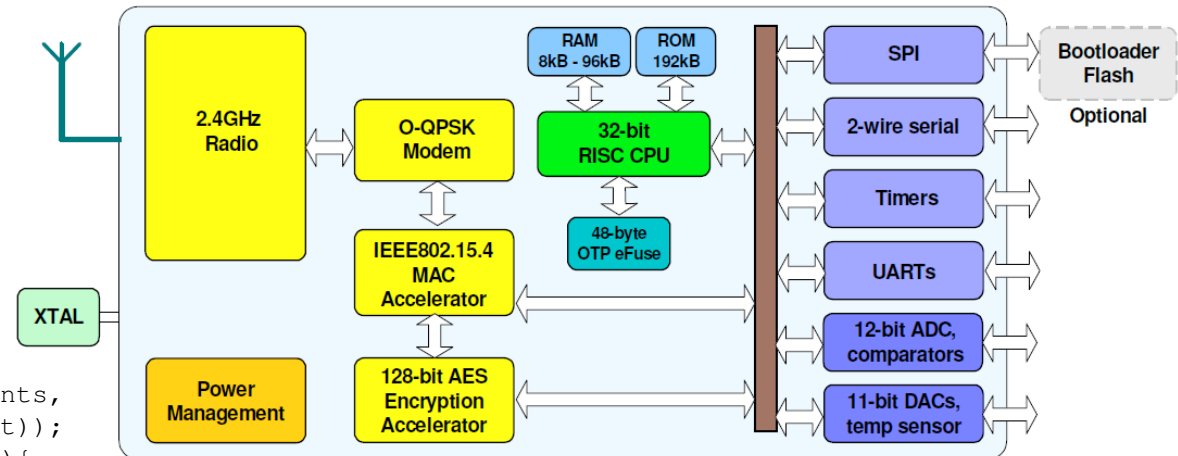 2.4GHz
Radio
O-QPSK
Modem
IEEE802.15.4
MAC
Accelerator
128-bit AES
Encryption
Accelerator
Power
Management
XTAL
RAM
8kB - 96kB
ROM
192kB
32-bit
RISC CPU
48-byte
OTP eFuse
SPI
2-wire serial
Timers
UARTs
12-bit ADC,
comparators
11-bit DACs,
temp sensor
Bootloader
Flash
Optional
nts,
t));
){